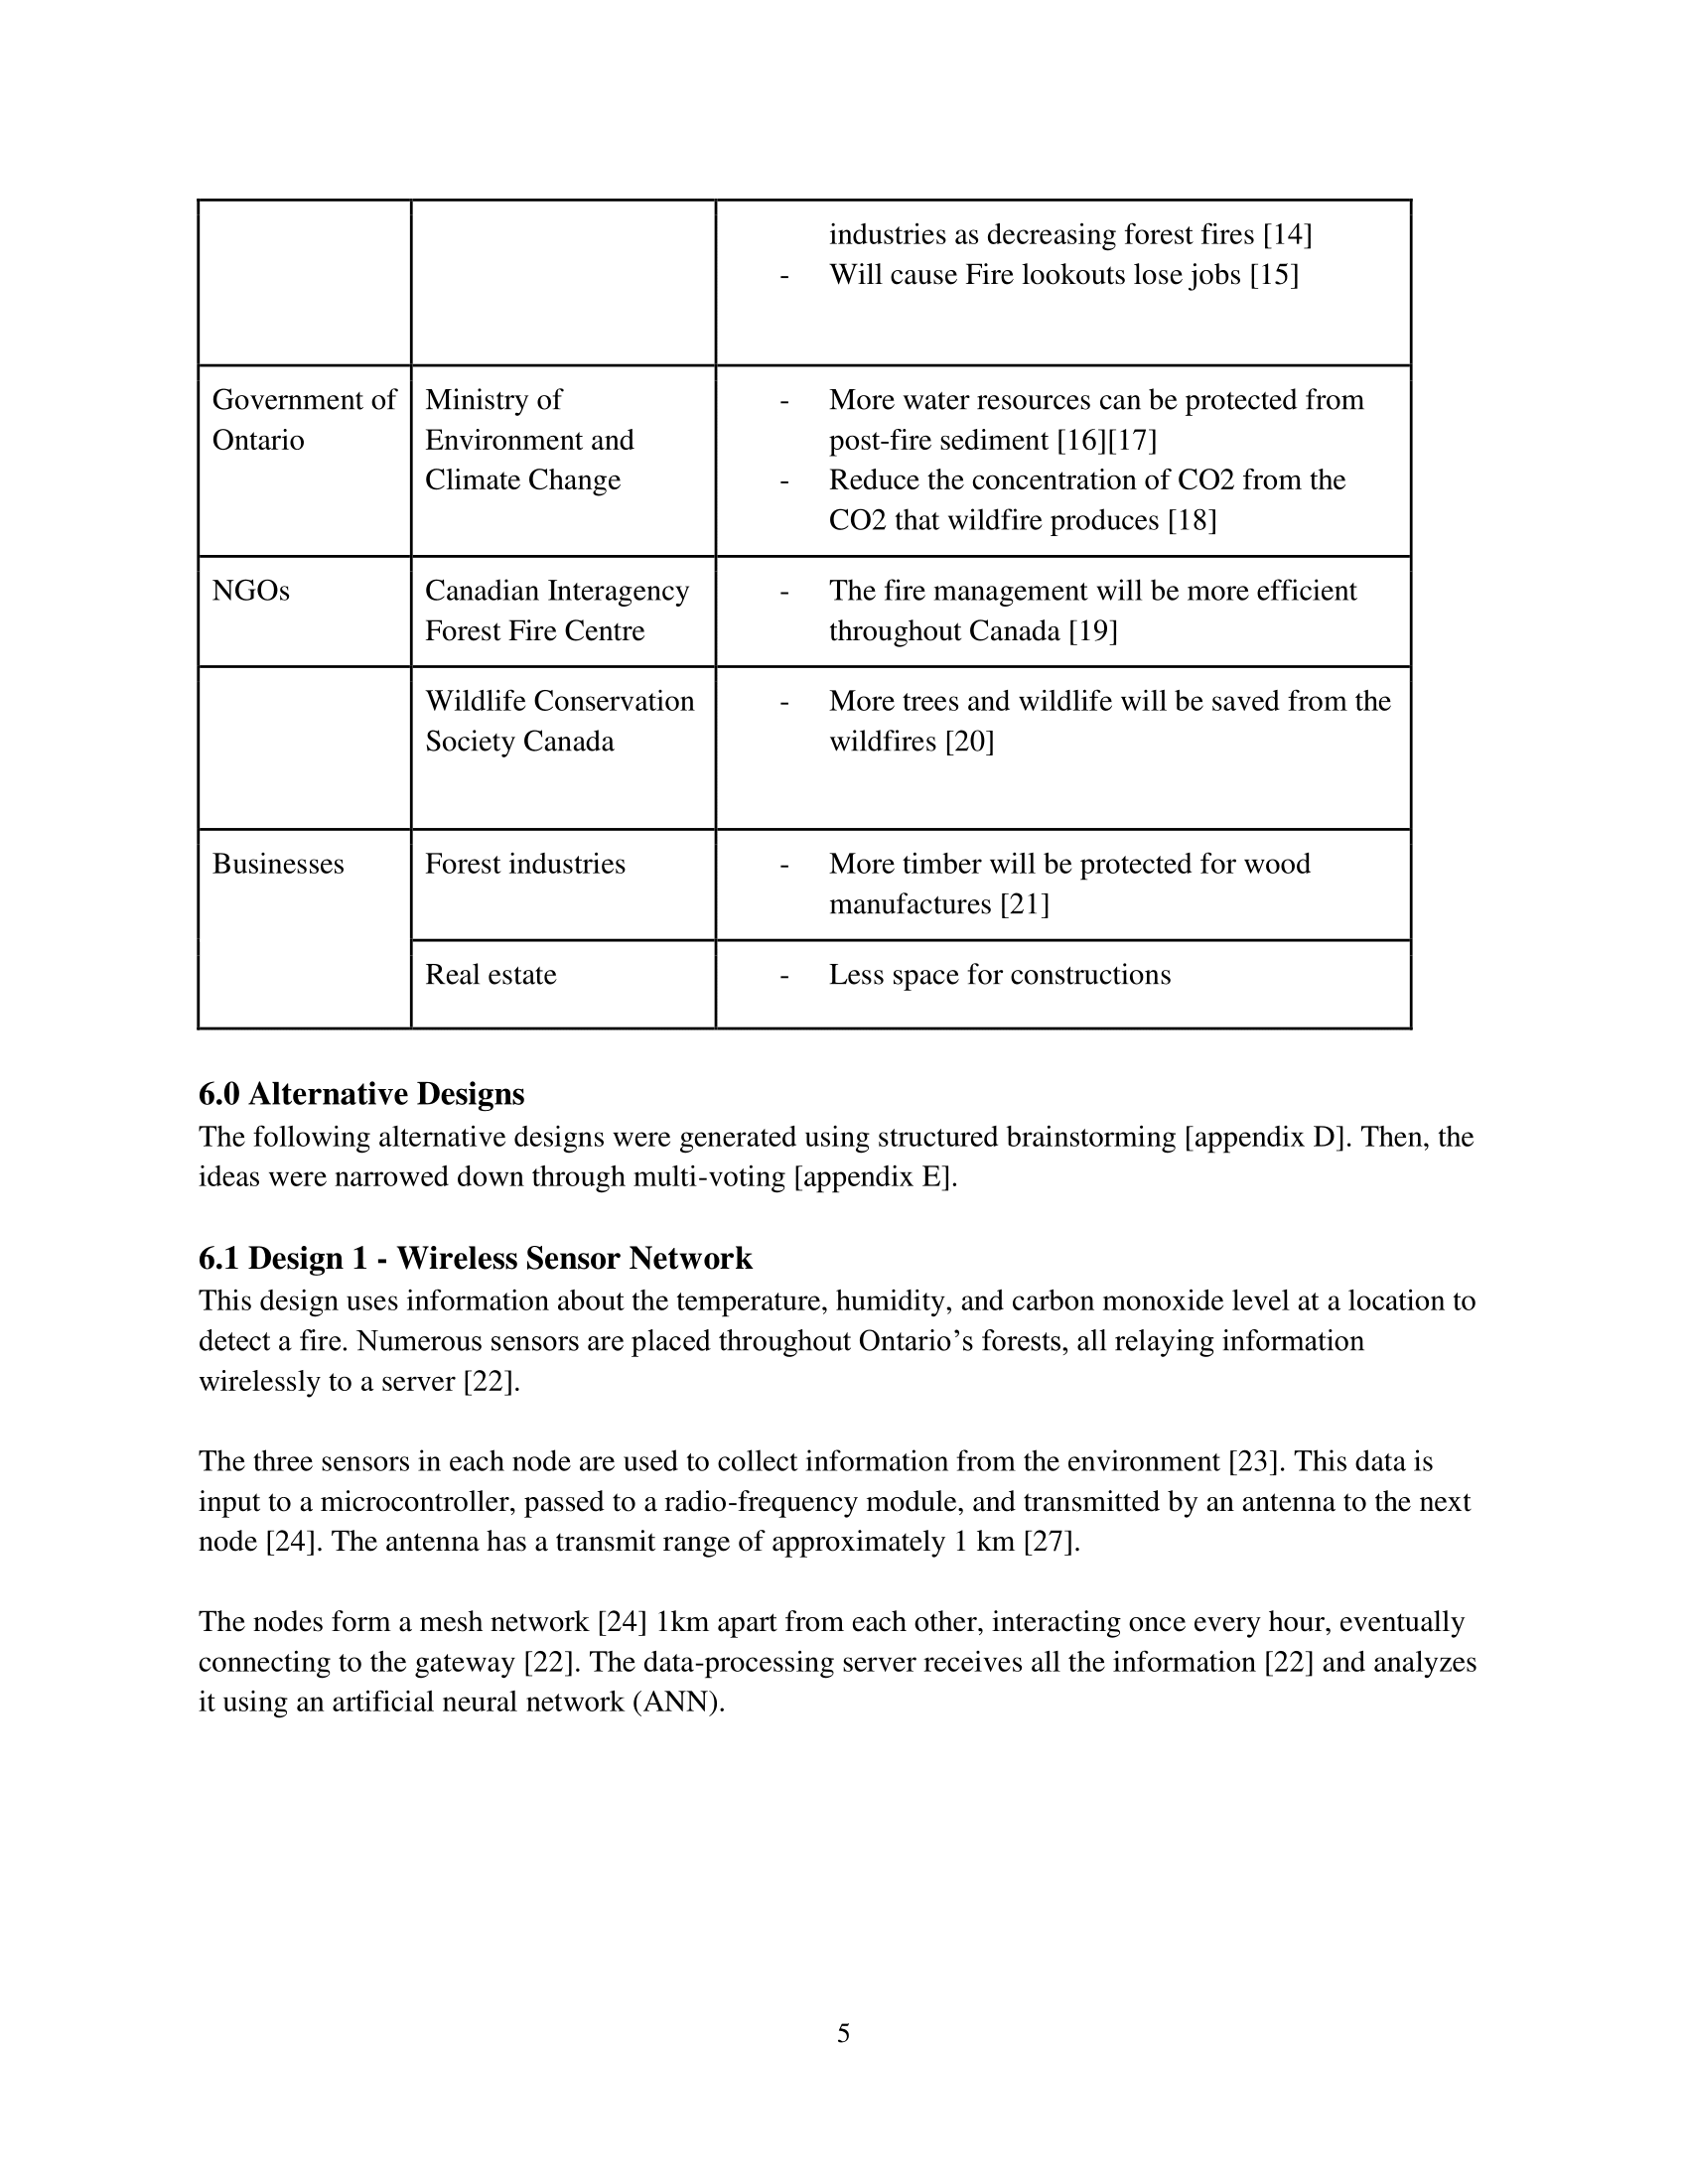 industries as decreasing forest fires [14]
- Will cause Fire lookouts lose jobs [15]
Government of
Ontario
Ministry of
Environment and
Climate Change
- More water resources can be protected from
post-fire sediment [16][17]
- Reduce the concentration of CO2 from the
CO2 that wildfire produces [18]
NGOs
Canadian Interagency
Forest Fire Centre
- The fire management will be more efficient
throughout Canada [19]
Wildlife Conservation
Society Canada
- More trees and wildlife will be saved from the
wildfires [20]
Businesses
Forest industries
- More timber will be protected for wood
manufactures [21]
Real estate
- Less space for constructions
6.0 Alternative Designs
The following alternative designs were generated using structured brainstorming [appendix D]. Then, the
ideas were narrowed down through multi-voting [appendix E].
6.1 Design 1 - Wireless Sensor Network
This design uses information about the temperature, humidity, and carbon monoxide level at a location to
detect a fire. Numerous sensors are placed throughout Ontario’s forests, all relaying information
wirelessly to a server [22].
The three sensors in each node are used to collect information from the environment [23]. This data is
input to a microcontroller, passed to a radio-frequency module, and transmitted by an antenna to the next
node [24]. The antenna has a transmit range of approximately 1 km [27].
The nodes form a mesh network [24] 1km apart from each other, interacting once every hour, eventually
connecting to the gateway [22]. The data-processing server receives all the information [22] and analyzes
it using an artificial neural network (ANN).
5